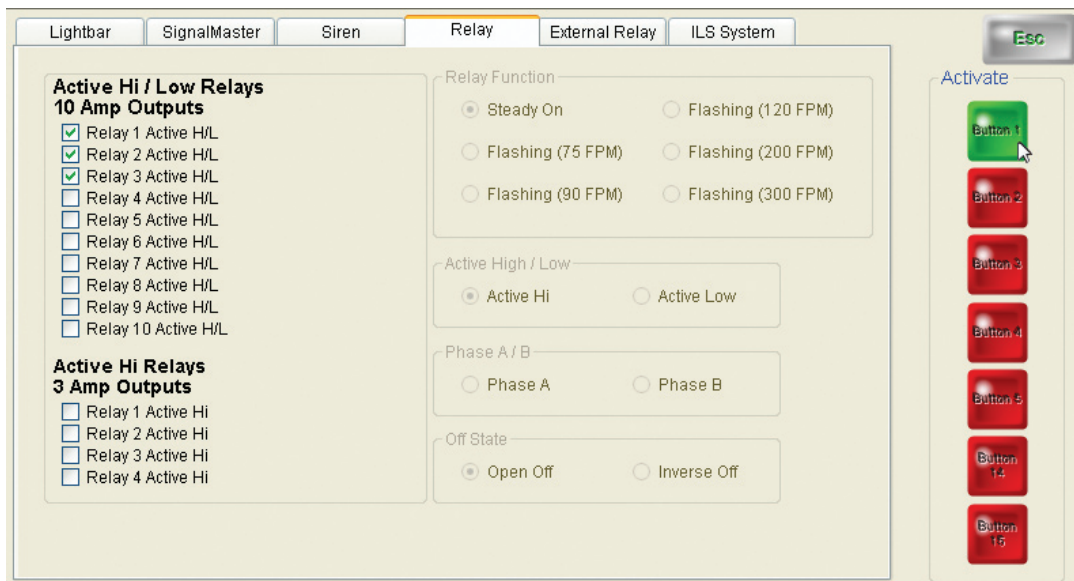 Lightbar
SignalMaster
Siren
Relay
External Relay
ILS System
Esc
Active Hi / Low Relays
10 Amp Outputs
Relay 1 Active H/L
Relay 2 Active H/L
Relay 3 Active H/L
Relay 4 Active H/L
Relay 5 Active H/L
Relay 6 Active H/L
Relay 7 Active H/L
Relay 8 Active H/L
Relay 9 Active H/L
Relay 10 Active H/L
Active Hi Relays
3 Amp Outputs
Relay 1 Active Hi
Relay 2 Active Hi
Relay 3 Active Hi
Relay 4 Active Hi
Relay Function
Steady On
Flashing (120 FPM)
Flashing (75 FPM)
Flashing (200 FPM)
Flashing (90 FPM)
Flashing (300 FPM)
Active High / Low
Active Hi
Active Low
Phase A / B
Phase A
Phase B
Off State
Open Off
Inverse Off
Activate
Button 1
Button 2
Button 3
Button 4
Button 5
Button
14
Button
15